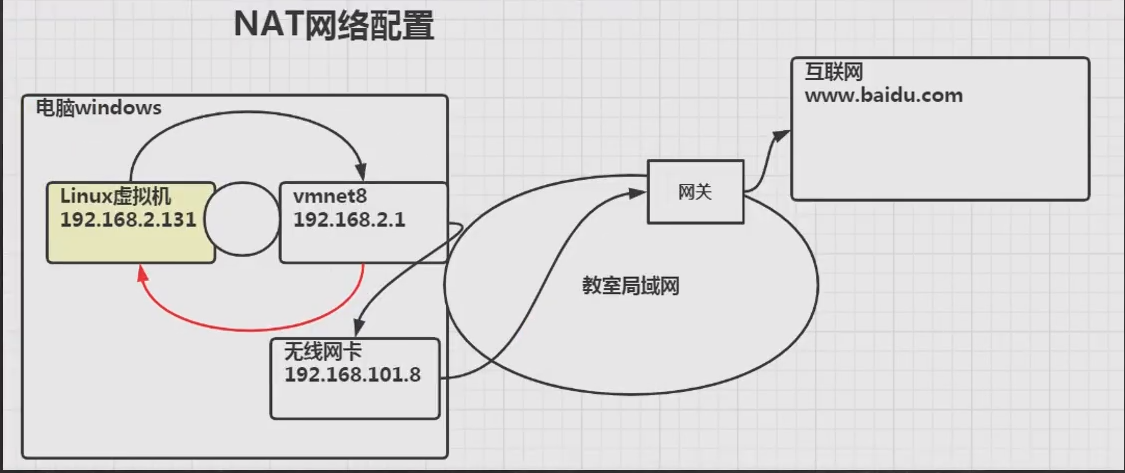 NAT网络配置
电脑windows
Linux虚拟机
192.168.2.131
vmnet8
192.168.2.1
无线网卡
192.168.101.8
网关
教室局域网
互联网
www.baidu.com